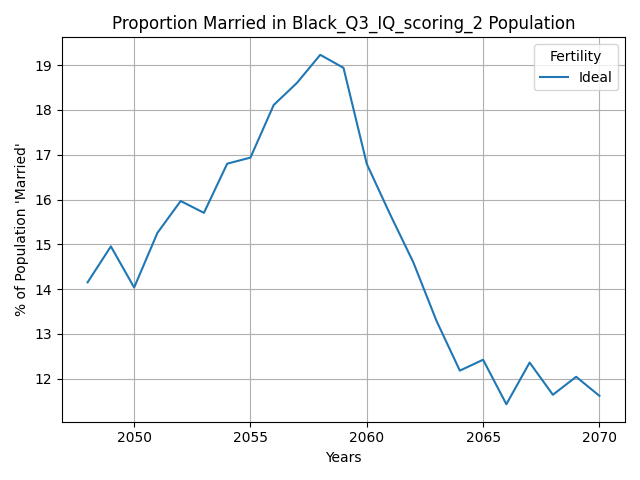 Proportion Married in Black_Q3_IQ_scoring_2 Population
Fertility
Ideal
19
18
17
16
15
14
13
12
% of Population 'Married'
2050 2055 2060 2065 2070
Years